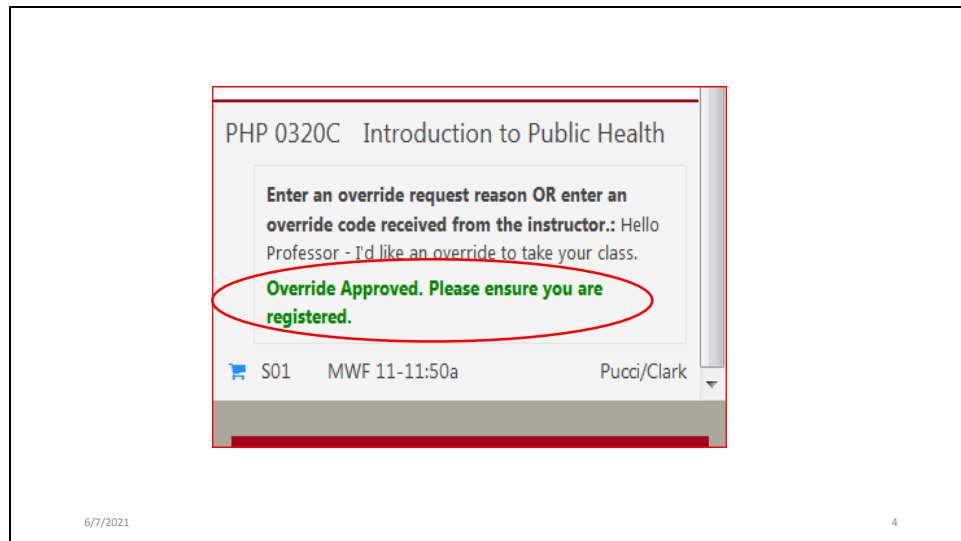 PHP 0320C Introduction to Public Health
Enter an override request reason OR enter an
override code received from the instructor.: Hello
Professor - I'd like an override to take your class.
Override Approved. Please ensure you are
registered.
S01 MWF 11-11:50a Pucci/Clark
6/7/2021 4